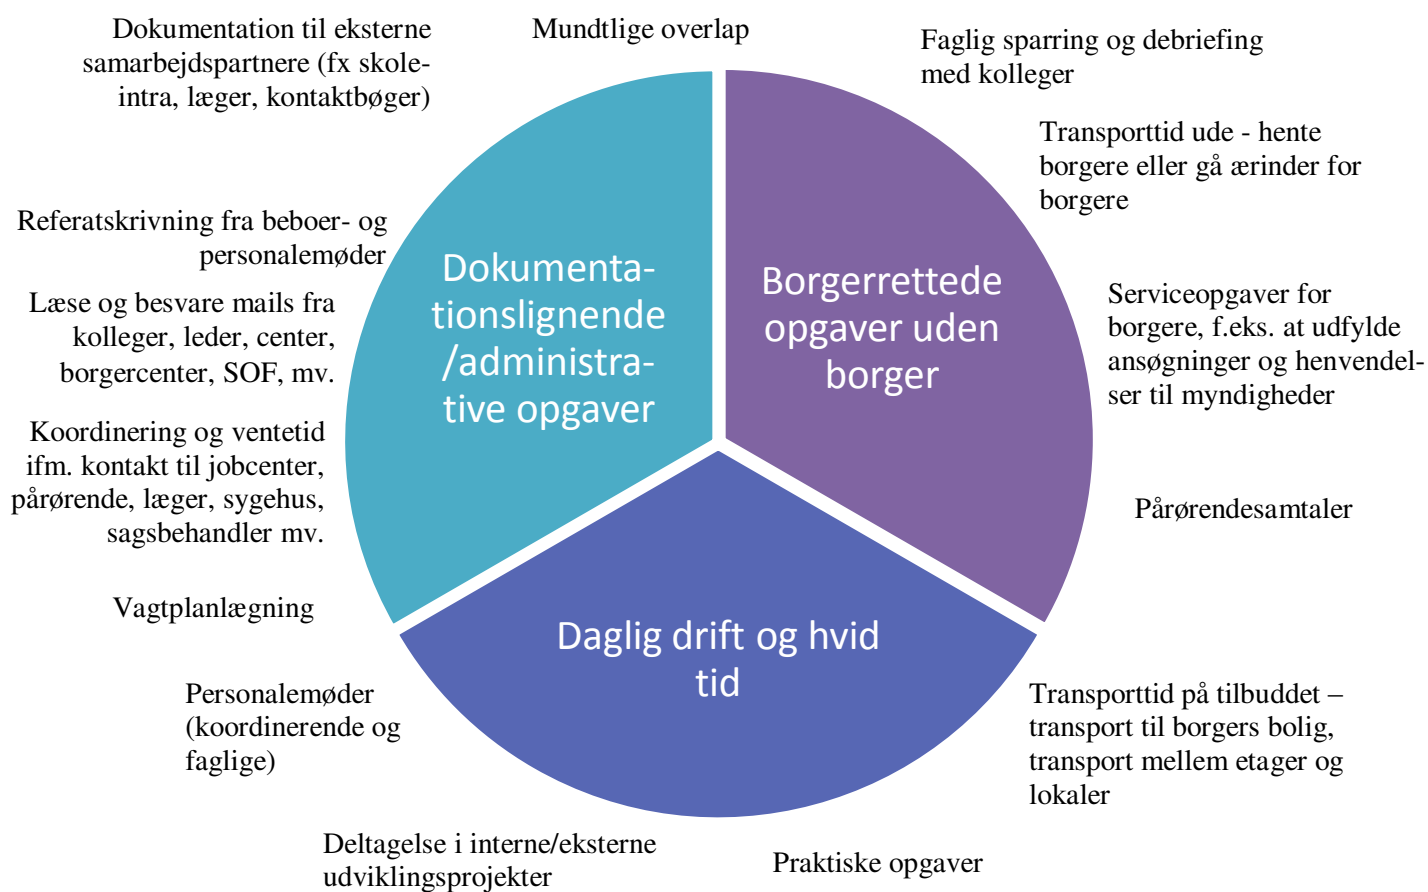 Dokumentation til eksterne
samarbejdspartnere (fx skole-
intra, læger, kontaktbøger)
Mundtlige overlap
Faglig sparring og debriefing
med kolleger
Transporttid ude - hente
borgere eller gå ærinder for
borgere
Referatskrivning fra beboer- og
personalemøder
Læse og besvare mails fra
kolleger, leder, center,
borgercenter, SOF, mv.
Koordinering og ventetid
ifm. kontakt til jobcenter,
pårørende, læger, sygehus,
sagsbehandler mv.
Dokumenta-
tionslignende
/administra-
tive opgaver
Borgerrettede
opgaver uden
borger
Serviceopgaver for
borgere, f.eks. at udfylde
ansøgninger og henvendel-
ser til myndigheder
Pårørendesamtaler
Vagtplanlægning
Daglig drift og hvid
tid
Personalemøder
(koordinerende og
faglige)
Transporttid på tilbuddet –
transport til borgers bolig,
transport mellem etager og
lokaler
Deltagelse i interne/eksterne
udviklingsprojekter
Praktiske opgaver